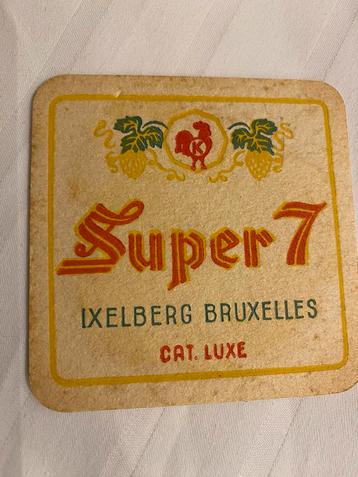 K
Super 7
IXELBERG BRUXELLES
CAT. LUXE